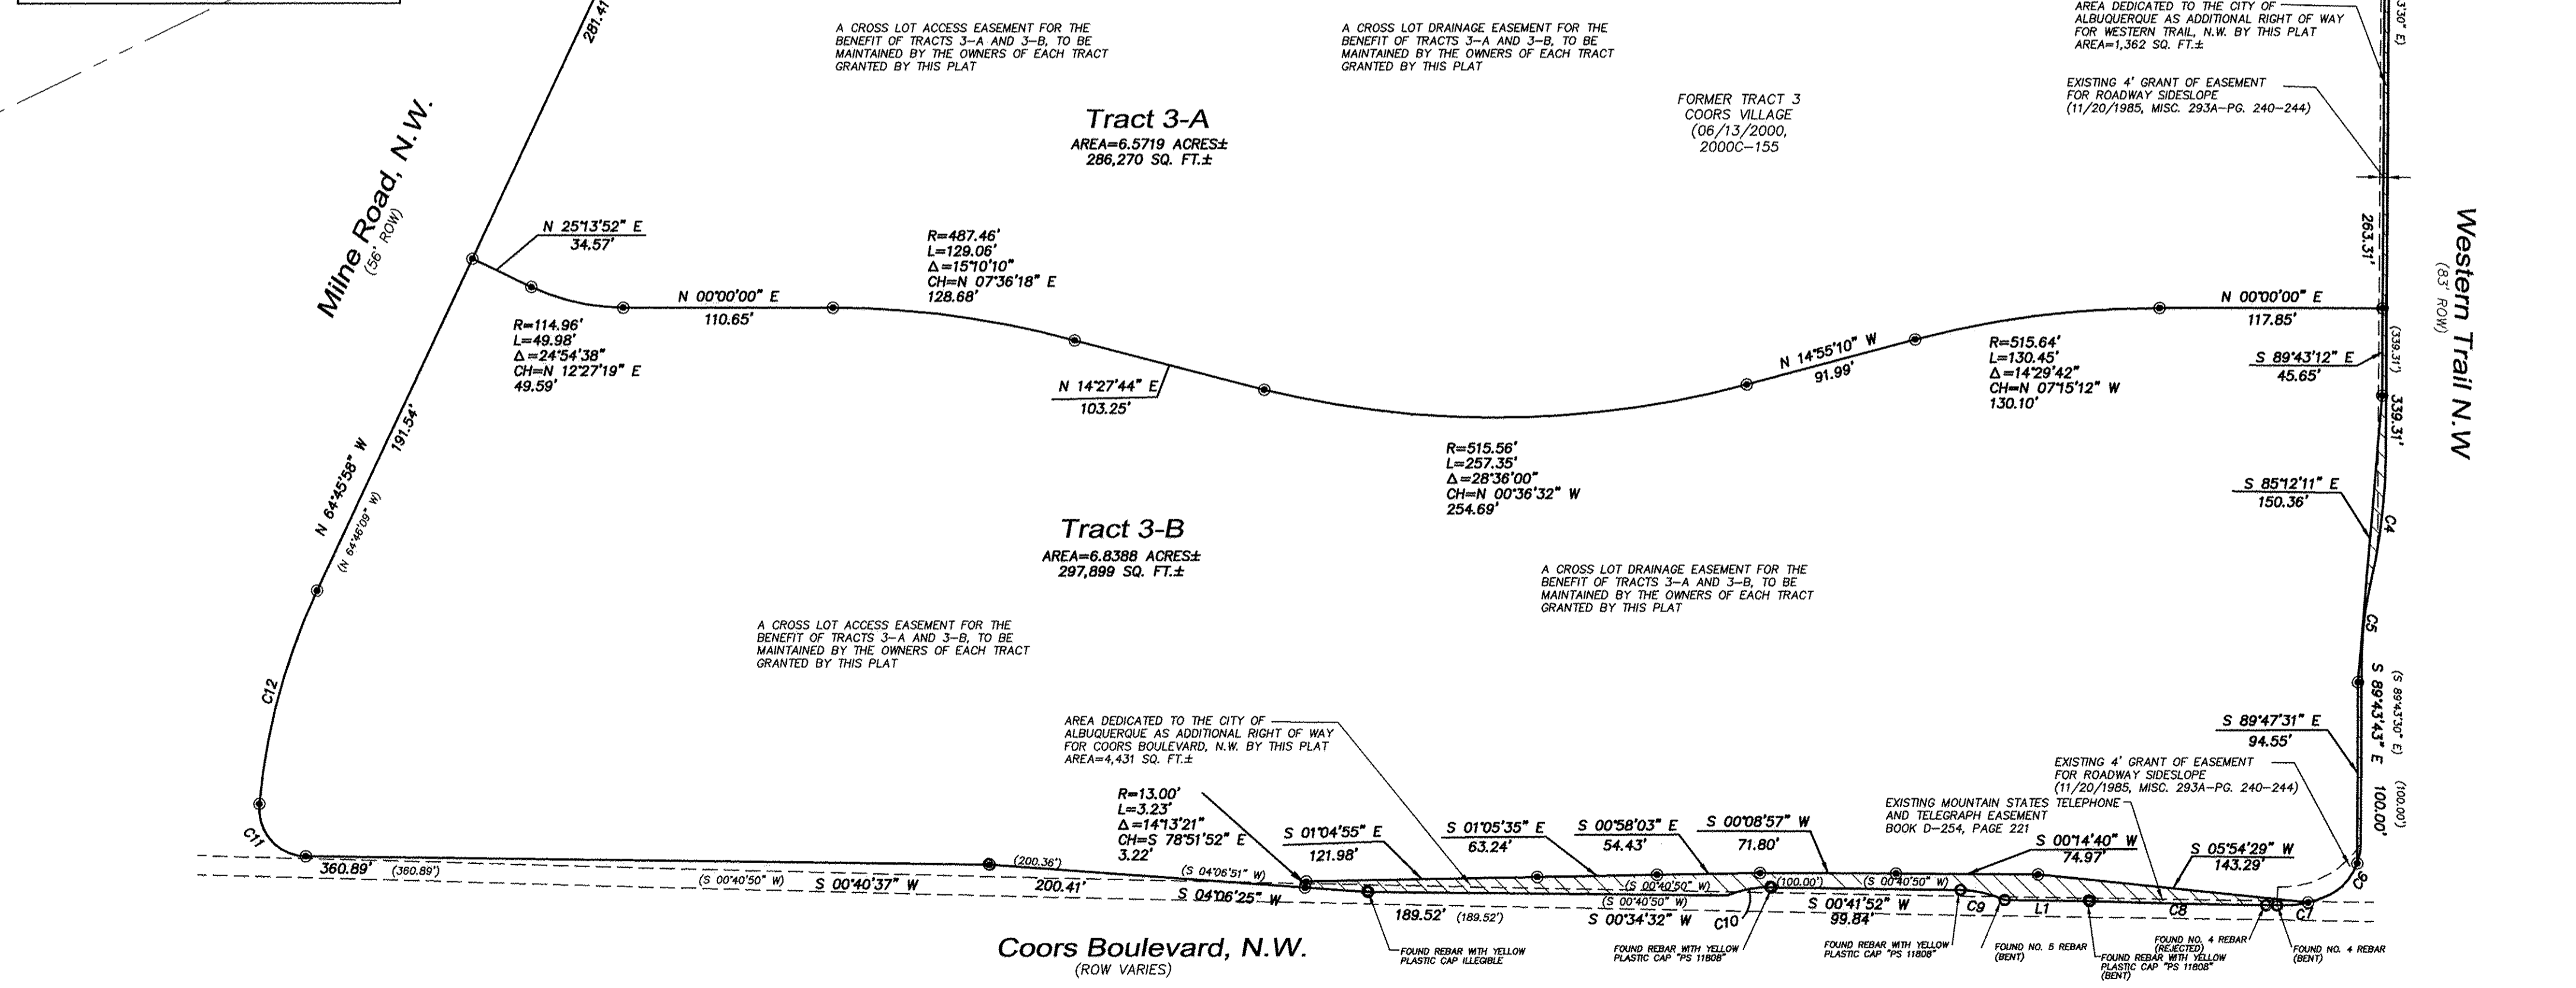 281.41
A CROSS LOT ACCESS EASEMENT FOR THE
BENEFIT OF TRACTS 3-A AND 3-B, TO BE
MAINTAINED BY THE OWNERS OF EACH TRACT
GRANTED BY THIS PLAT
A CROSS LOT DRAINAGE EASEMENT FOR THE
BENEFIT OF TRACTS 3-A AND 3-B, TO BE
MAINTAINED BY THE OWNERS OF EACH TRACT
GRANTED BY THIS PLAT
AREA DEDICATED TO THE CITY OF
ALBUQUERQUE AS ADDITIONAL RIGHT OF WAY
FOR WESTERN TRAIL, N.W. BY THIS PLAT
AREA=1,362 SQ. FT.±
3'30" E)
EXISTING 4' GRANT OF EASEMENT
FOR ROADWAY SIDESLOPE
(11/20/1985, MISC. 293A-PG. 240-244)
Tract 3-A
AREA=6.5719 ACRES±
286,270 SQ. FT.±
FORMER TRACT 3
COORS VILLAGE
(06/13/2000,
2000C-155
Milne Road, N.W.
(56' ROW)
N 25°13'52" E
34.57'
R=114.96'
L=49.98'
Δ=24°54'38"
CH=N 12°27'19" E
49.59'
N 00°00'00" E
110.65'
R=487.46'
L=129.06'
Δ=15°10'10"
CH=N 07°36'18" E
128.68'
N 14°27'44" E
103.25'
R=515.56'
L=257.35'
Δ=28°36'00"
CH=N 00°36'32" W
254.69'
N 14°55'10" W
91.99'
R=515.64'
L=130.45'
Δ=14°29'42"
CH=N 07°15'12" W
130.10'
N 00°00'00" E
117.85'
263.31'
Western Trail N.W
(83' ROW)
(339.31')
339.31'
S 89°43'12" E
45.65'
S 85°12'11" E
150.36'
C4
C5
191.54'
N 64°45'58" W
(N 64°46'09" W)
Tract 3-B
AREA=6.8388 ACRES±
297,899 SQ. FT.±
A CROSS LOT DRAINAGE EASEMENT FOR THE
BENEFIT OF TRACTS 3-A AND 3-B, TO BE
MAINTAINED BY THE OWNERS OF EACH TRACT
GRANTED BY THIS PLAT
A CROSS LOT ACCESS EASEMENT FOR THE
BENEFIT OF TRACTS 3-A AND 3-B, TO BE
MAINTAINED BY THE OWNERS OF EACH TRACT
GRANTED BY THIS PLAT
C12
C11
AREA DEDICATED TO THE CITY OF
ALBUQUERQUE AS ADDITIONAL RIGHT OF WAY
FOR COORS BOULEVARD, N.W. BY THIS PLAT
AREA=4,431 SQ. FT.±
S 89°47'31" E
94.55'
S 89°43'43" E 100.00'
(S 89°43'30" E) (100.00')
EXISTING 4' GRANT OF EASEMENT
FOR ROADWAY SIDESLOPE
(11/20/1985, MISC. 293A-PG. 240-244)
EXISTING MOUNTAIN STATES TELEPHONE
AND TELEGRAPH EASEMENT
BOOK D-254, PAGE 221
R=13.00'
L=3.23'
Δ=14°13'21"
CH=S 78°51'52" E
3.22'
S 01°04'55" E
121.98'
S 01°05'35" E
63.24'
S 00°58'03" E
54.43'
S 00°08'57" W
71.80'
S 00°14'40" W
74.97'
S 05°54'29" W
143.29'
360.89' (360.89')
(S 00°40'50" W)
S 00°40'37" W
(200.36')
200.41'
(S 04°06'51" W)
S 04°06'25" W
189.52' (189.52')
(S 00°40'50" W)
(S 00°40'50" W)
S 00°34'32" W
C10
(100.00')
(S 00°40'50" W)
S 00°41'52" W
99.84'
C9
L1
C8
C7
Coors Boulevard, N.W.
(ROW VARIES)
FOUND REBAR WITH YELLOW
PLASTIC CAP ILLEGIBLE
FOUND REBAR WITH YELLOW
PLASTIC CAP "PS 11808"
FOUND REBAR WITH YELLOW
PLASTIC CAP "PS 11808"
FOUND NO. 5 REBAR
(BENT)
FOUND REBAR WITH YELLOW
PLASTIC CAP "PS 11808"
(BENT)
FOUND NO. 4 REBAR
(REJECTED)
FOUND NO. 4 REBAR
(BENT)